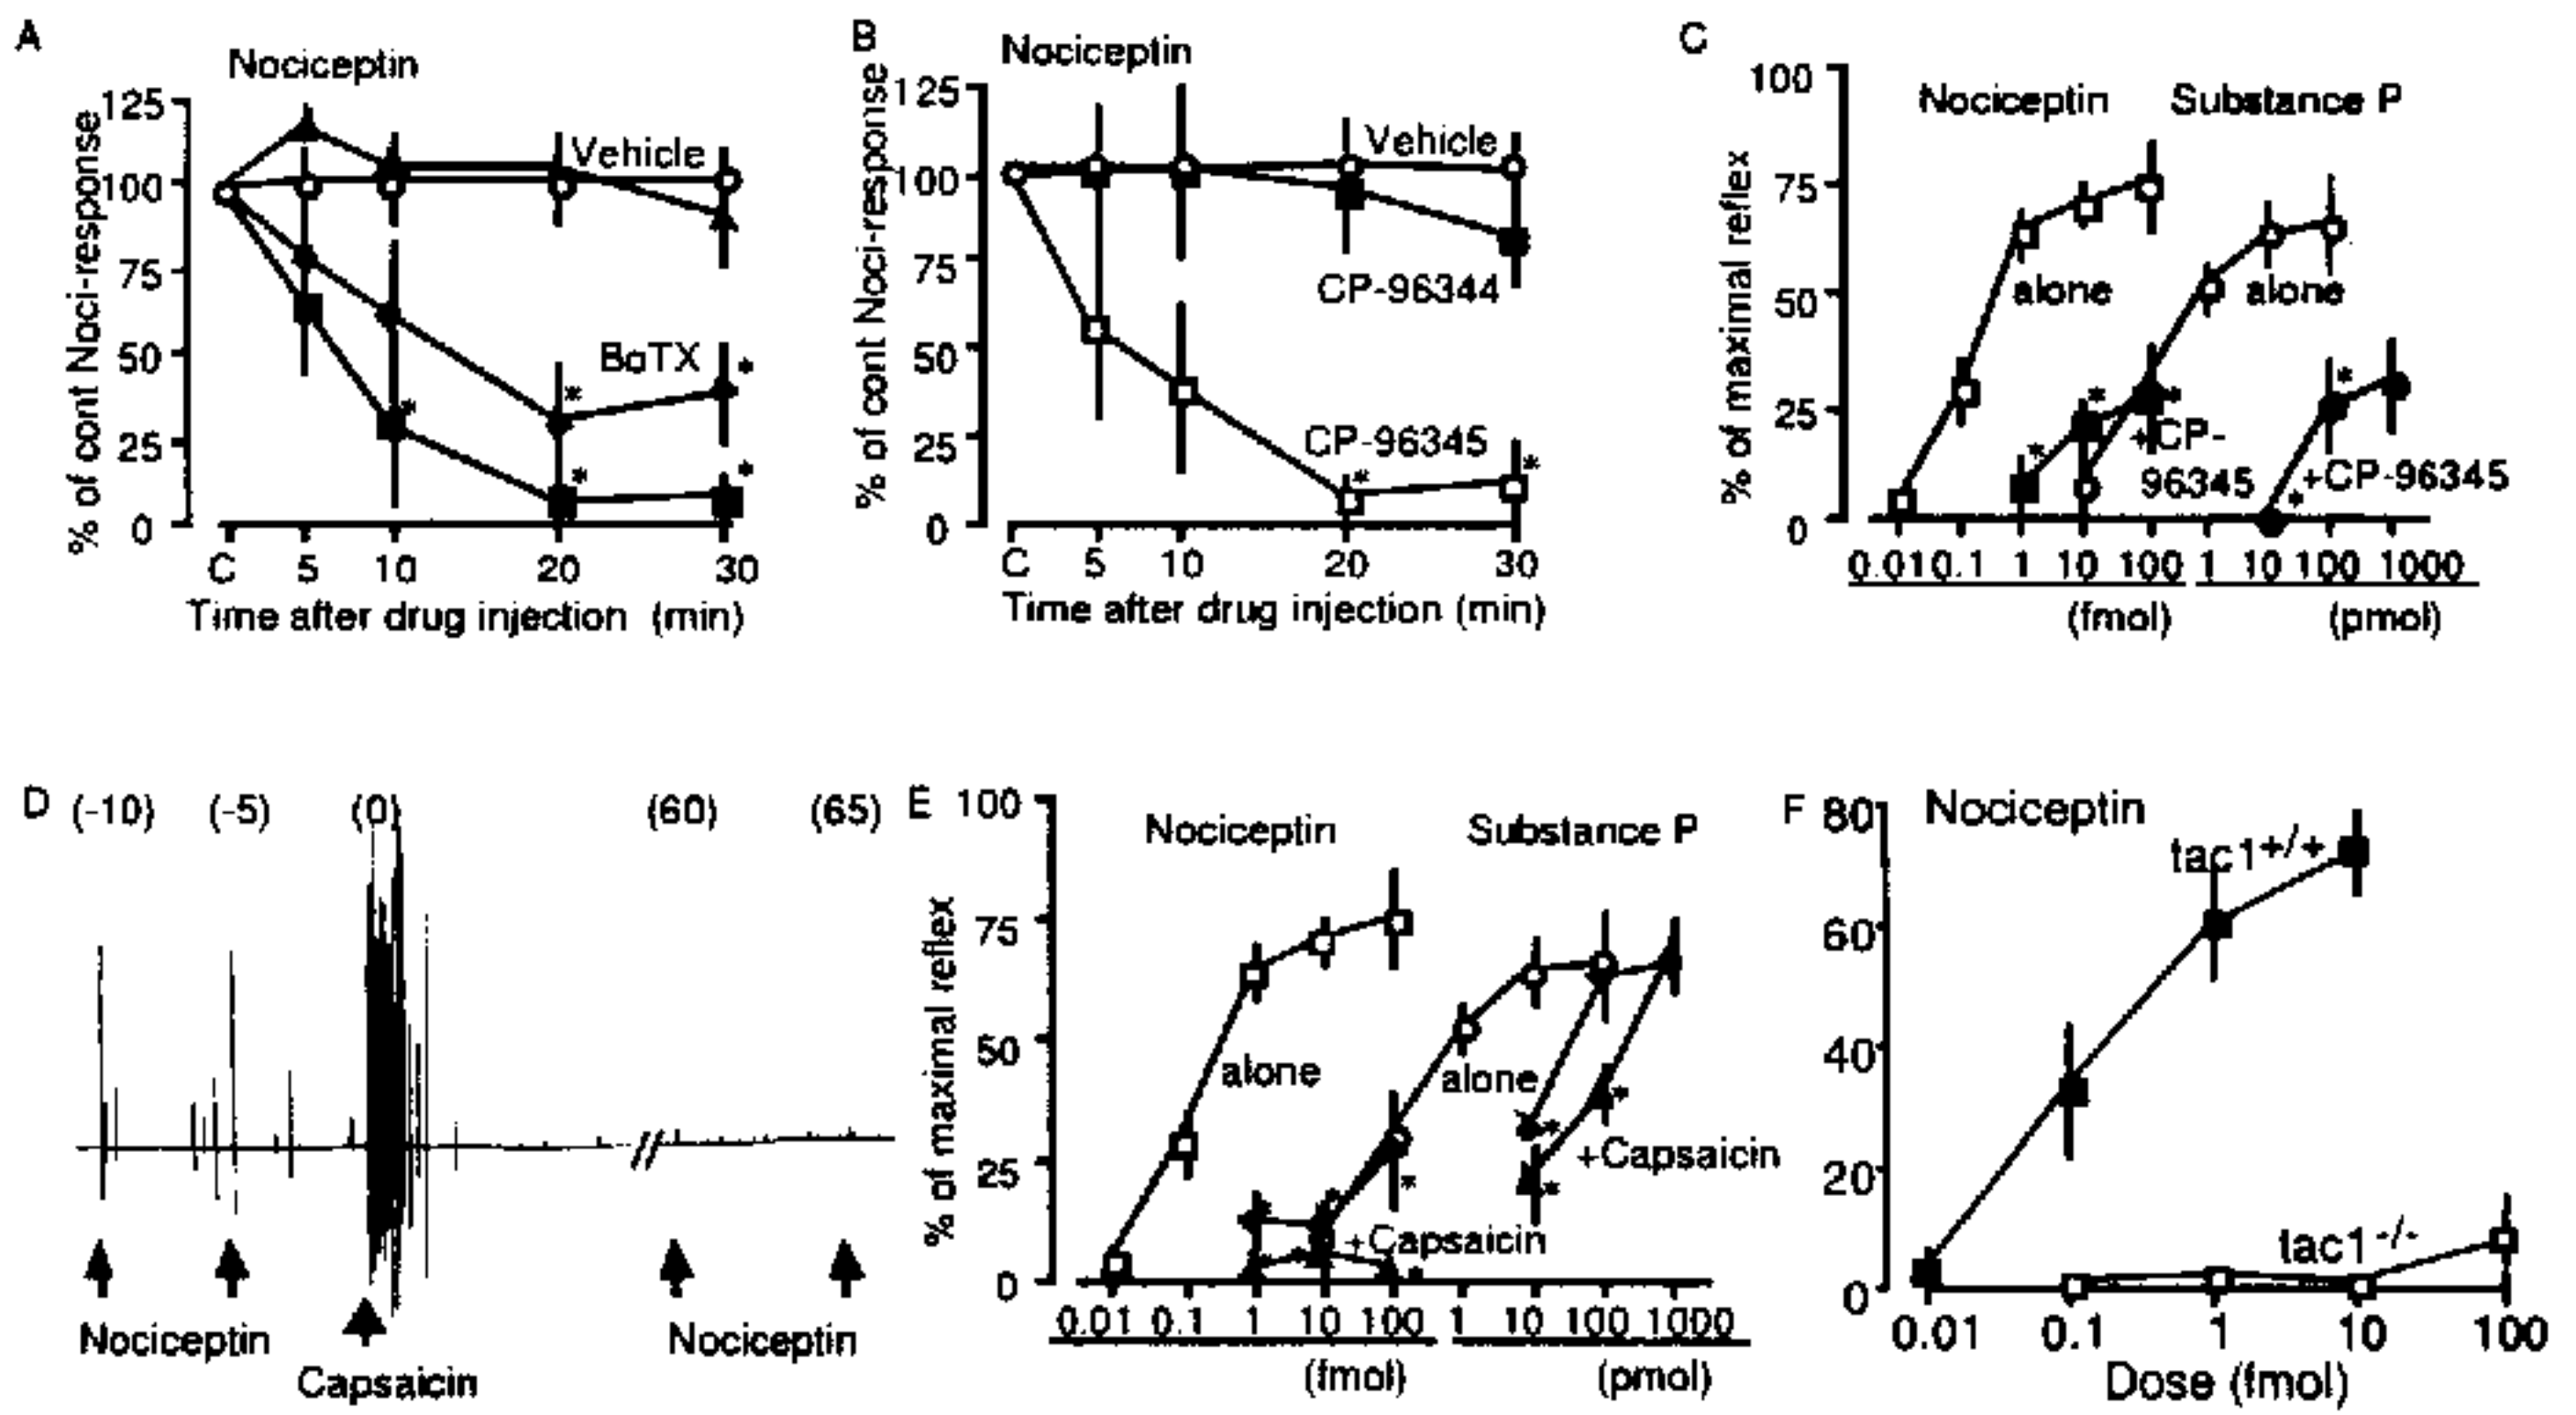 A
Nociceptin
% of cont Noci-response
125
100
75
50
25
0
Vehicle
BoTX
*
*
*
*
*
C 5 10 20 30
Time after drug injection (min)
B
Nociceptin
% of cont Noci-response
125
100
75
50
25
0
Vehicle
CP-96344
CP-96345
*
*
C 5 10 20 30
Time after drug injection (min)
C
% of maximal reflex
100
75
50
25
0
Nociceptin Substance P
alone alone
*
*
*
*
*
+CP-
96345
+CP-96345
0.01 0.1 1 10 100 1 10 100 1000
(fmol) (pmol)
D (-10) (-5) (0) (60) (65)
//
Nociceptin Nociceptin
Capsaicin
E
% of maximal reflex
100
75
50
25
0
Nociceptin Substance P
alone alone
*
*
*
*
+Capsaicin
+Capsaicin
0.01 0.1 1 10 100 1 10 100 1000
(fmol) (pmol)
F
Nociceptin
80
60
40
20
0
tac1+/+
tac1-/-
0.01 0.1 1 10 100
Dose (fmol)